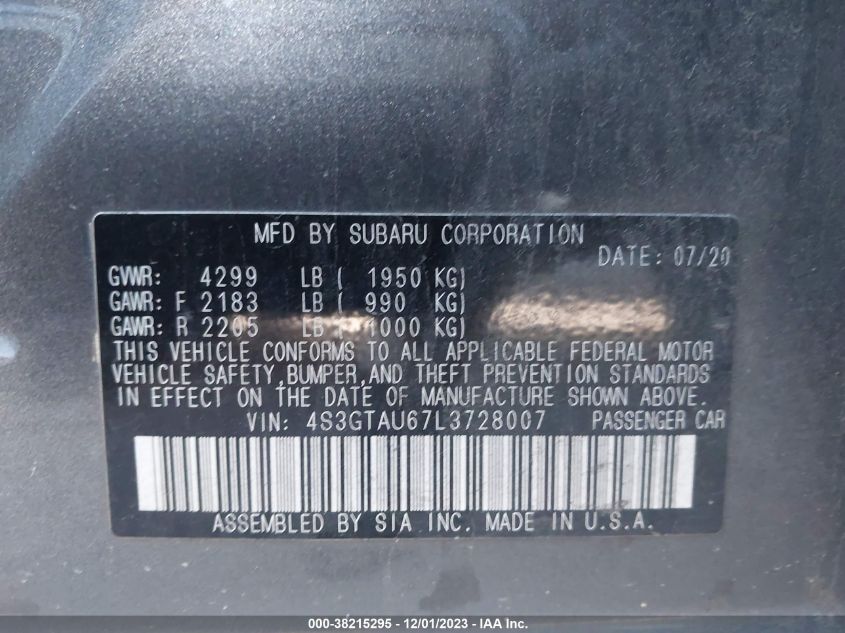 MFD BY SUBARU CORPORATION
DATE: 07/20
GVWR: 4299 LB ( 1950 KG)
GAWR: F 2183 LB ( 990 KG)
GAWR: R 2205 LB ( 1000 KG)
THIS VEHICLE CONFORMS TO ALL APPLICABLE FEDERAL MOTOR
VEHICLE SAFETY,BUMPER,AND THEFT PREVENTION STANDARDS
IN EFFECT ON THE DATE OF MANUFACTURE SHOWN ABOVE.
VIN: 4S3GTAU67L3728007 PASSENGER CAR
ASSEMBLED BY SIA INC. MADE IN U.S.A.
000-38215295 - 12/01/2023 - IAAI Inc.